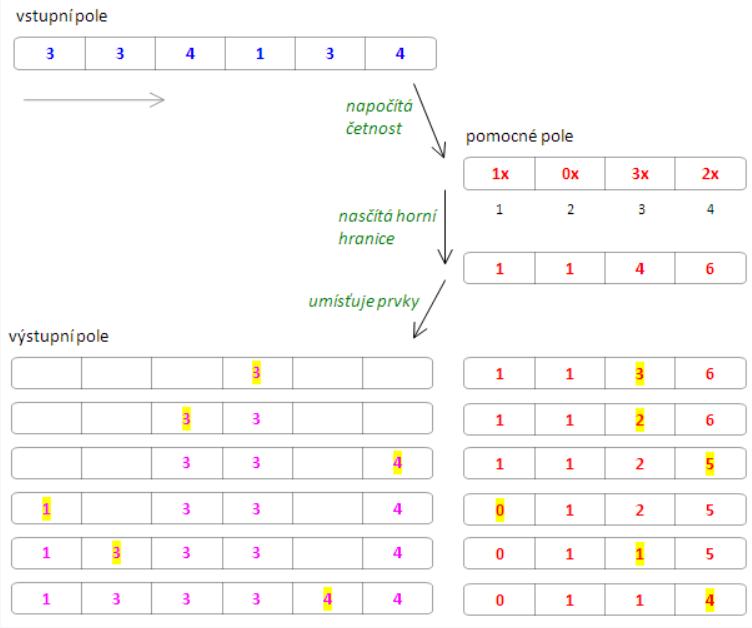 vstupní pole
3 3 4 1 3 4
napočítá
četnost
pomocné pole
1x 0x 3x 2x
1 2 3 4
nasčítá horní
hranice
1 1 4 6
umísťuje prvky
výstupní pole
3 1 1 3 6
3 3 1 1 2 6
3 3 4 1 1 2 5
1 3 3 4 0 1 2 5
1 3 3 3 4 0 1 1 5
1 3 3 3 4 4 0 1 1 4